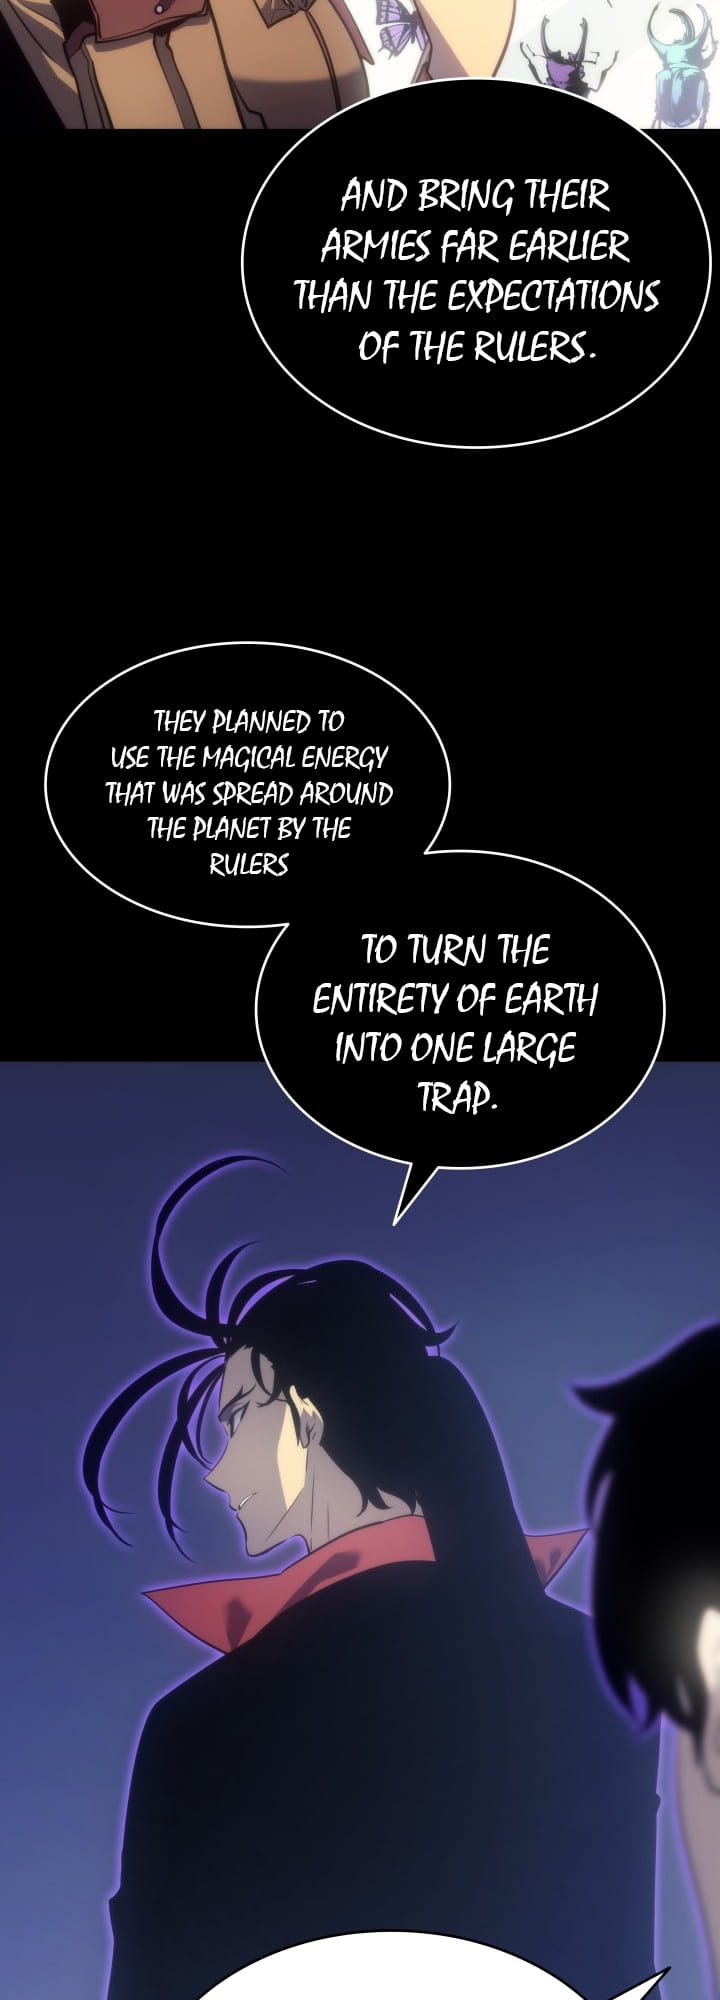 AND BRING THEIR
ARMIES FAR EARLIER
THAN THE EXPECTATIONS
OF THE RULERS.
THEY PLANNED TO
USE THE MAGICAL ENERGY
THAT WAS SPREAD AROUND
THE PLANET BY THE
RULERS
TO TURN THE
ENTIRETY OF EARTH
INTO ONE LARGE
TRAP.